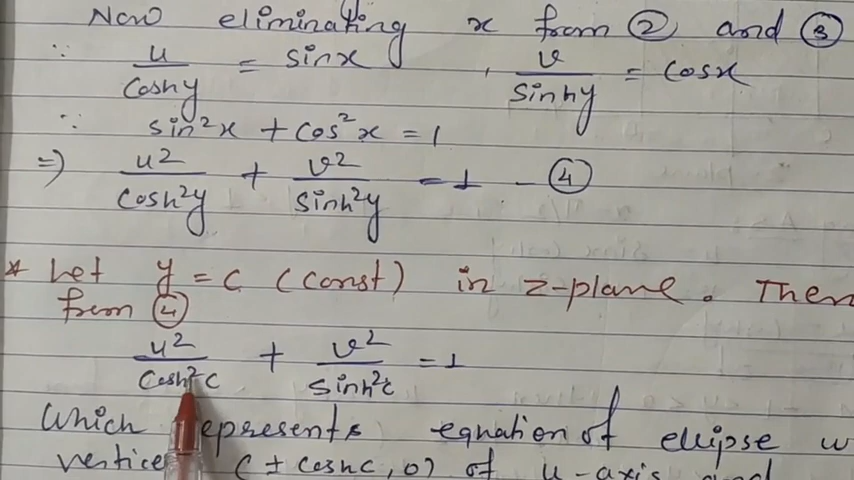 Now eliminating x from ② and ③
∵ u/coshy = sinx , v/sinhy = cosx
∵ sin²x + cos²x = 1
⇒ u²/cosh²y + v²/sinh²y = 1 - ④
* Let y = c (const) in z-plane. Then
from ④
u²/cosh²c + v²/sinh²c = 1
Which represents equation of ellipse
vertice (± coshc, 0) of u-axis and